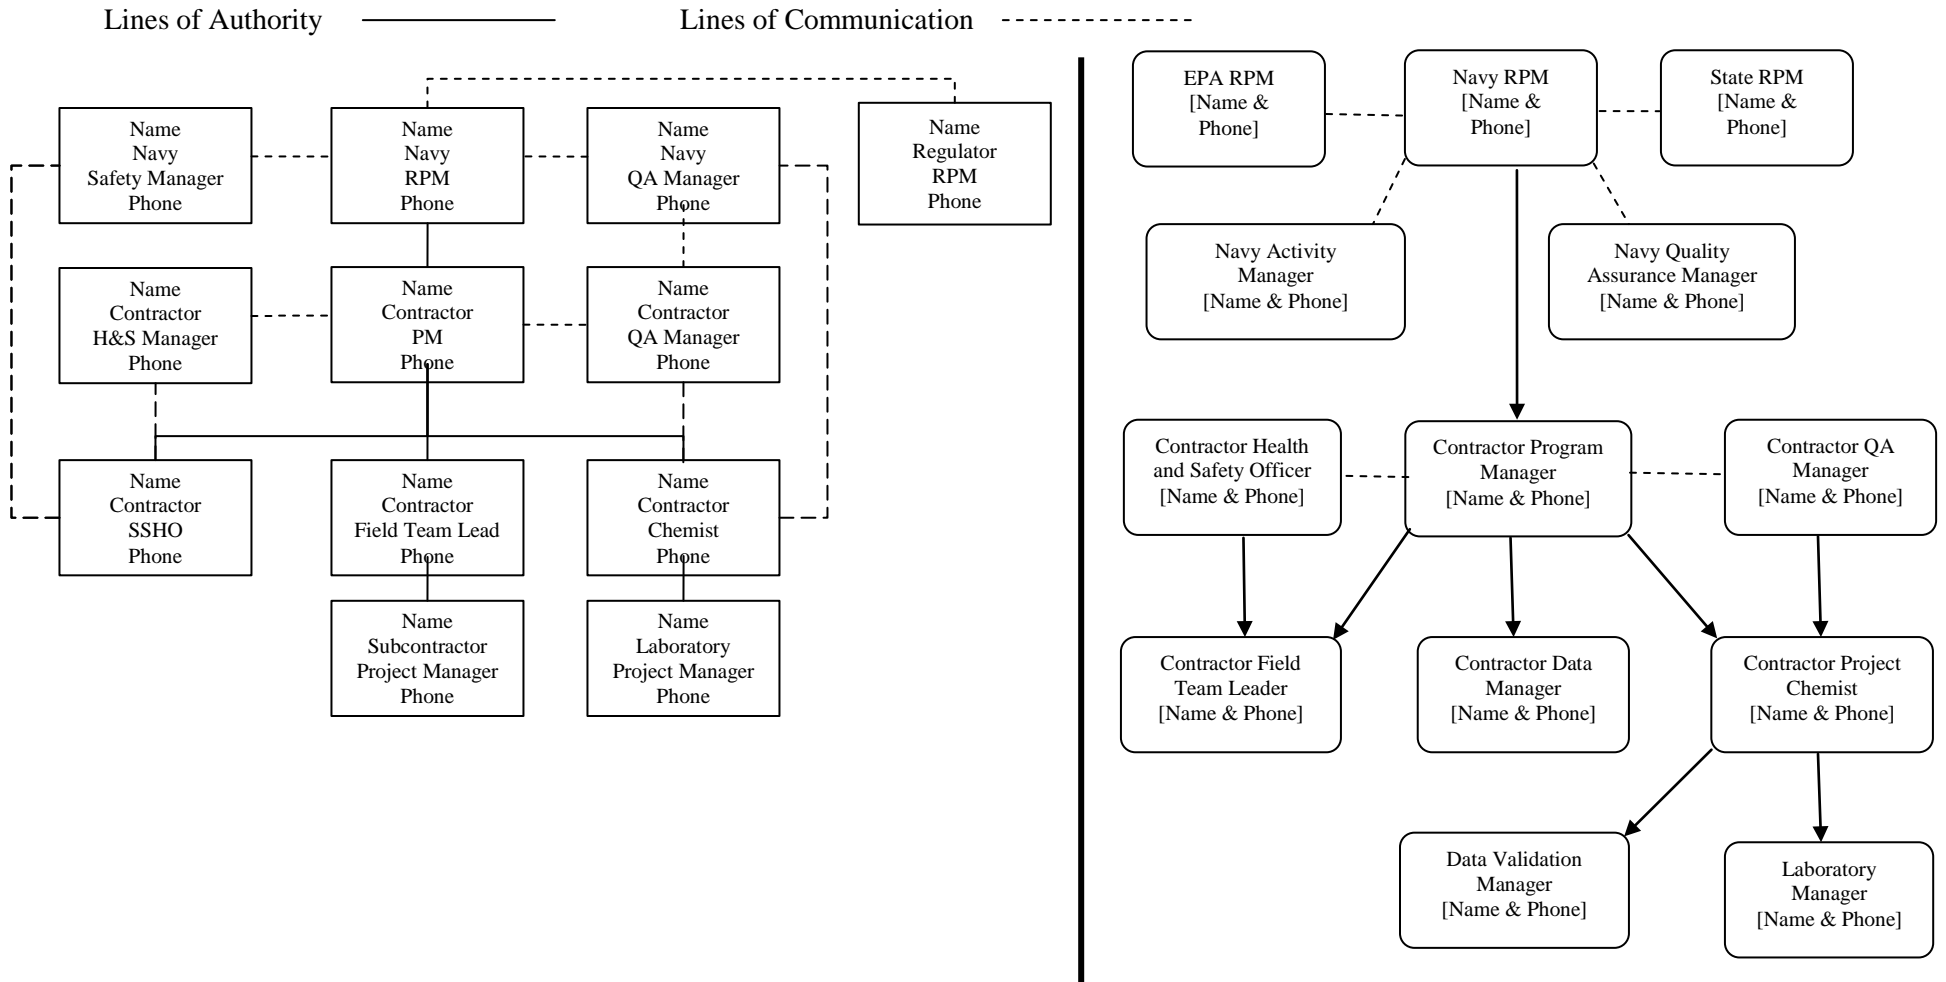 Lines of Authority
Lines of Communication
Name
Navy
Safety Manager
Phone
Name
Navy
RPM
Phone
Name
Navy
QA Manager
Phone
Name
Regulator
RPM
Phone
Name
Contractor
H&S Manager
Phone
Name
Contractor
PM
Phone
Name
Contractor
QA Manager
Phone
Name
Contractor
SSHO
Phone
Name
Contractor
Field Team Lead
Phone
Name
Contractor
Chemist
Phone
Name
Subcontractor
Project Manager
Phone
Name
Laboratory
Project Manager
Phone
EPA RPM
[Name &
Phone]
Navy RPM
[Name &
Phone]
State RPM
[Name &
Phone]
Navy Activity
Manager
[Name & Phone]
Navy Quality
Assurance Manager
[Name & Phone]
Contractor Health
and Safety Officer
[Name & Phone]
Contractor Program
Manager
[Name & Phone]
Contractor QA
Manager
[Name & Phone]
Contractor Field
Team Leader
[Name & Phone]
Contractor Data
Manager
[Name & Phone]
Contractor Project
Chemist
[Name & Phone]
Data Validation
Manager
[Name & Phone]
Laboratory
Manager
[Name & Phone]